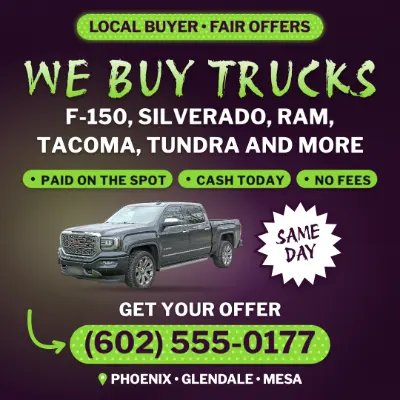 LOCAL BUYER • FAIR OFFERS
WE BUY TRUCKS
F-150, SILVERADO, RAM,
TACOMA, TUNDRA AND MORE
• PAID ON THE SPOT • CASH TODAY • NO FEES
SAME
DAY
GET YOUR OFFER
(602) 555-0177
PHOENIX • GLENDALE • MESA